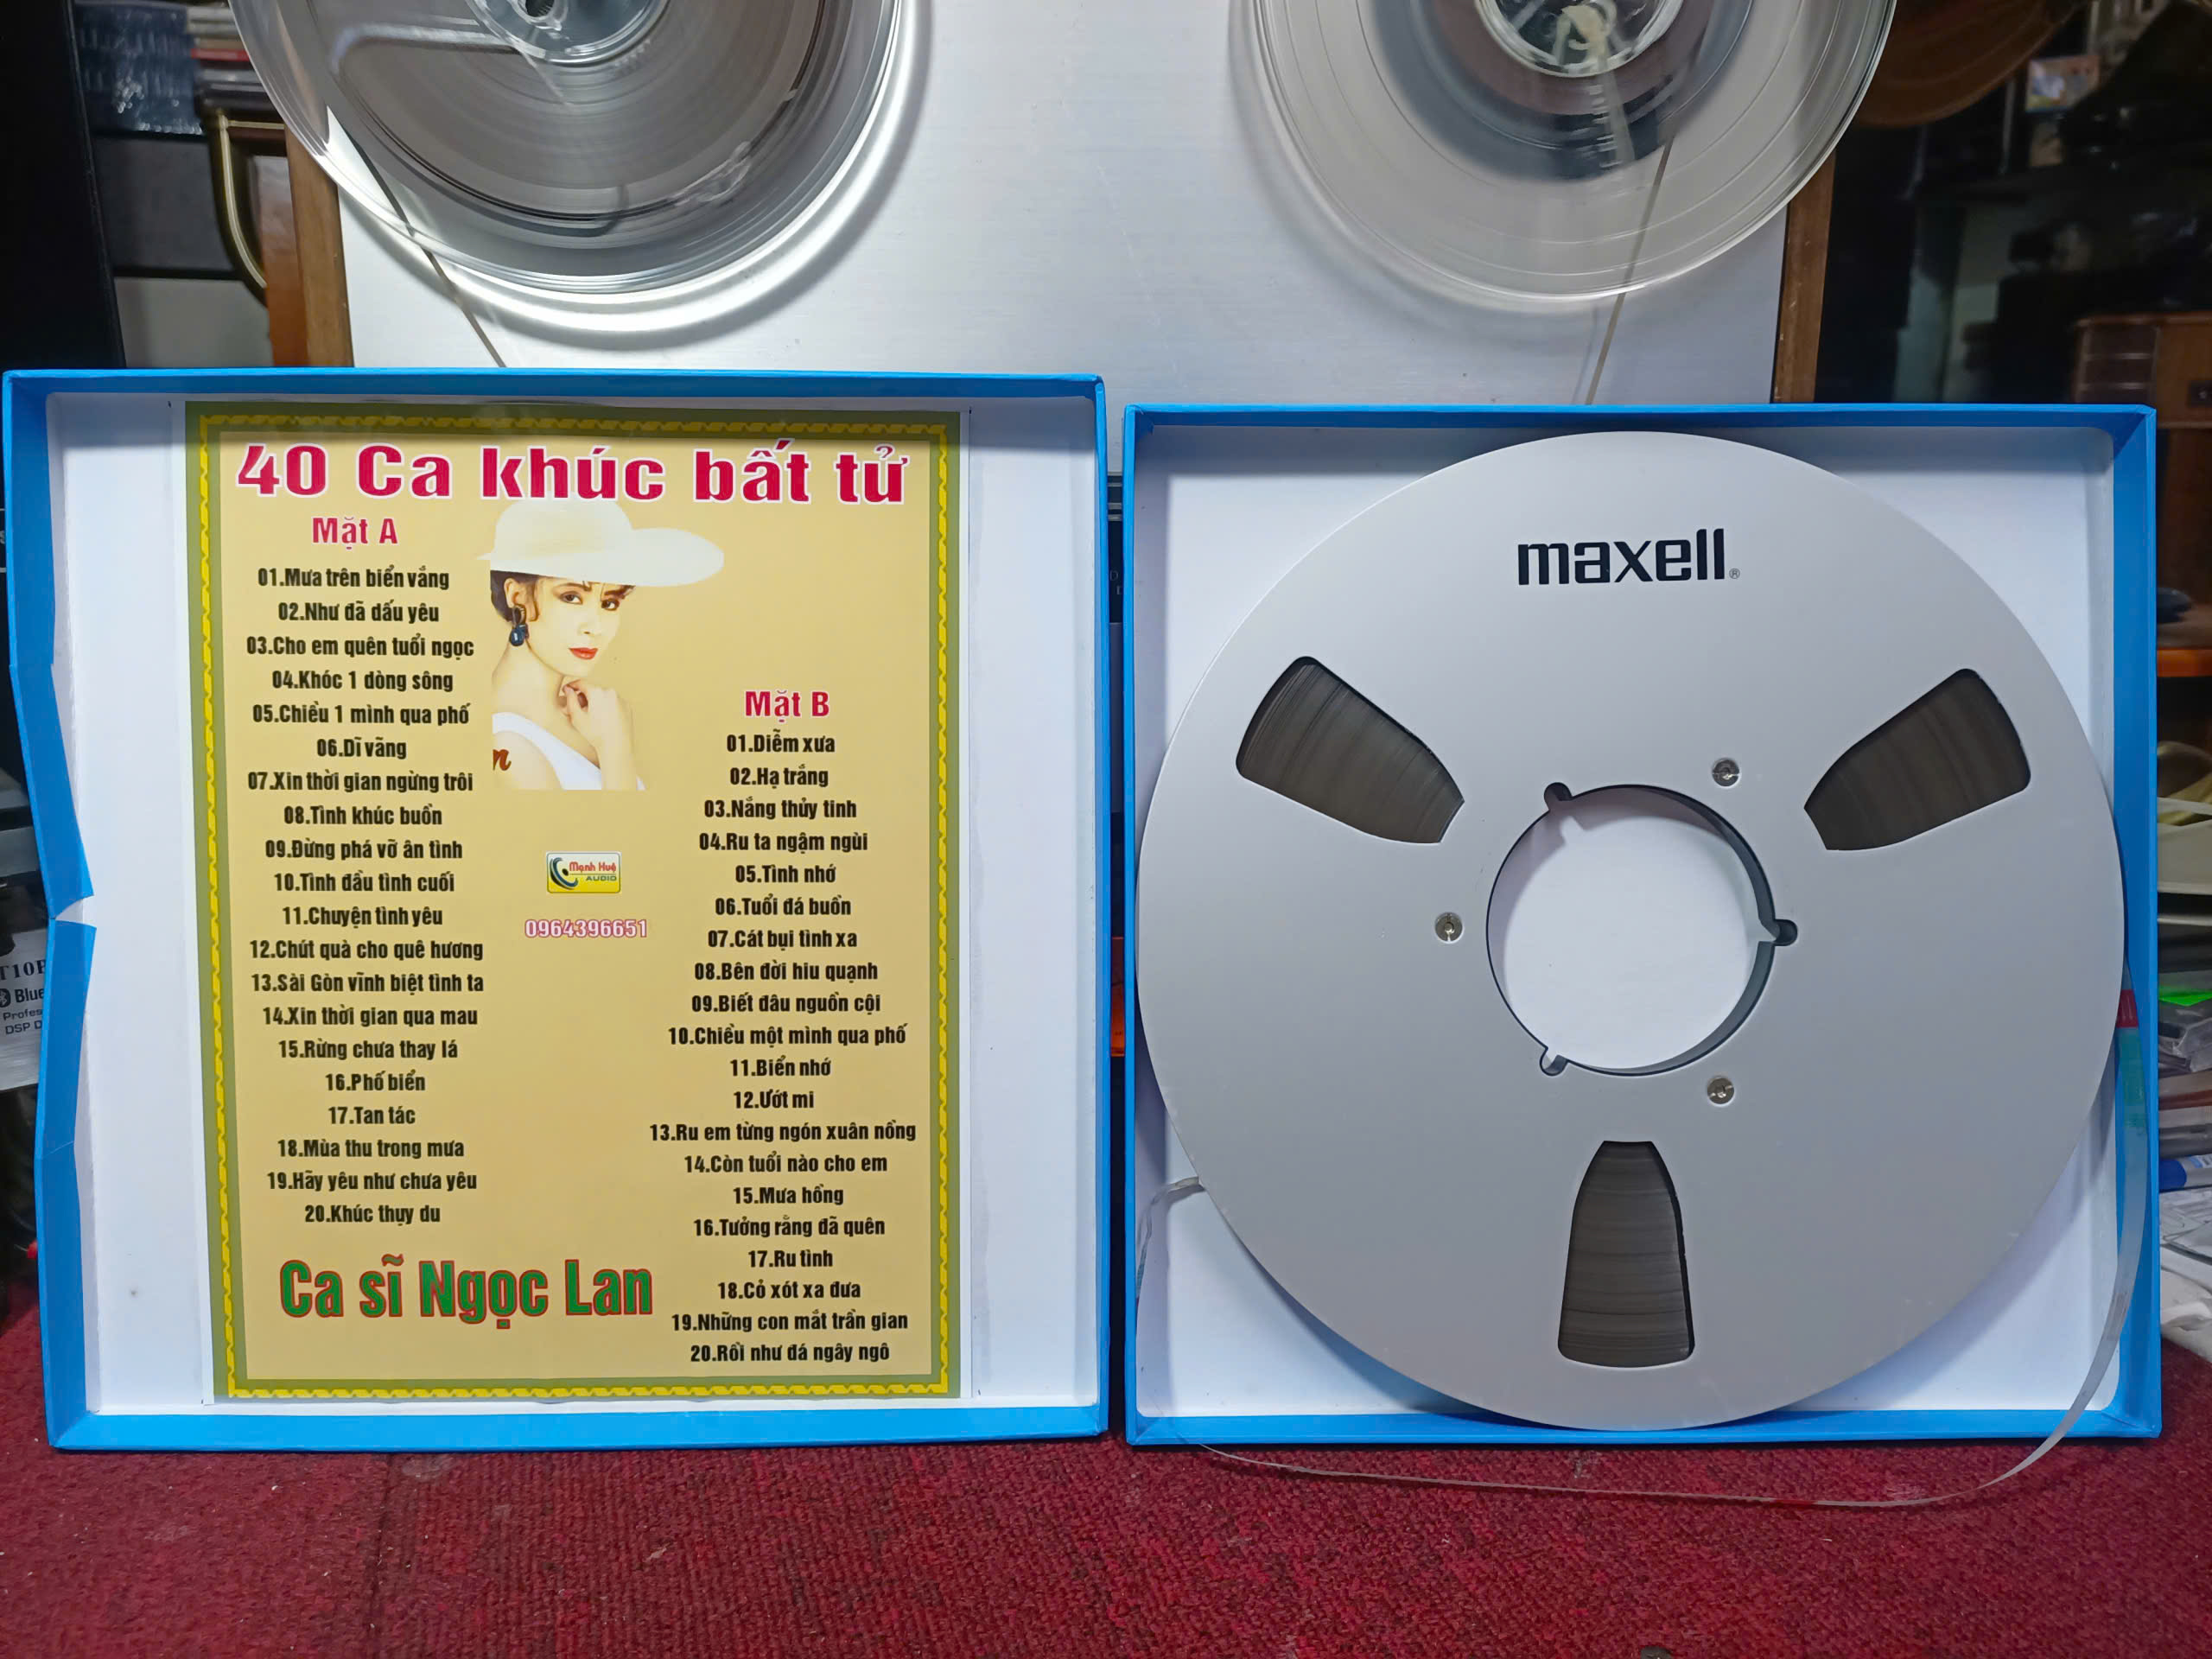 40 Ca khúc bất tử
Mặt A
01.Mưa trên biển vắng
02.Như đã dấu yêu
03.Cho em quên tuổi ngọc
04.Khóc 1 dòng sông
05.Chiều 1 mình qua phố
06.Dĩ vãng
07.Xin thời gian ngừng trôi
08.Tình khúc buồn
09.Đừng phá vỡ ân tình
10.Tình đầu tình cuối
11.Chuyện tình yêu
12.Chút quà cho quê hương
13.Sài Gòn vĩnh biệt tình ta
14.Xin thời gian qua mau
15.Rừng chưa thay lá
16.Phố biển
17.Tan tác
18.Mùa thu trong mưa
19.Hãy yêu như chưa yêu
20.Khúc thụy du
Mạnh Huệ
AUDIO
0964396651
Mặt B
01.Diễm xưa
02.Hạ trắng
03.Nắng thủy tinh
04.Ru ta ngậm ngùi
05.Tình nhớ
06.Tuổi đá buồn
07.Cát bụi tình xa
08.Bên đời hiu quạnh
09.Biết đâu nguồn cội
10.Chiều một mình qua phố
11.Biển nhớ
12.Ướt mi
13.Ru em từng ngón xuân nồng
14.Còn tuổi nào cho em
15.Mưa hồng
16.Tưởng rằng đã quên
17.Ru tình
18.Cỏ xót xa đưa
19.Những con mắt trần gian
20.Rồi như đá ngây ngô
Ca sĩ Ngọc Lan
maxell®